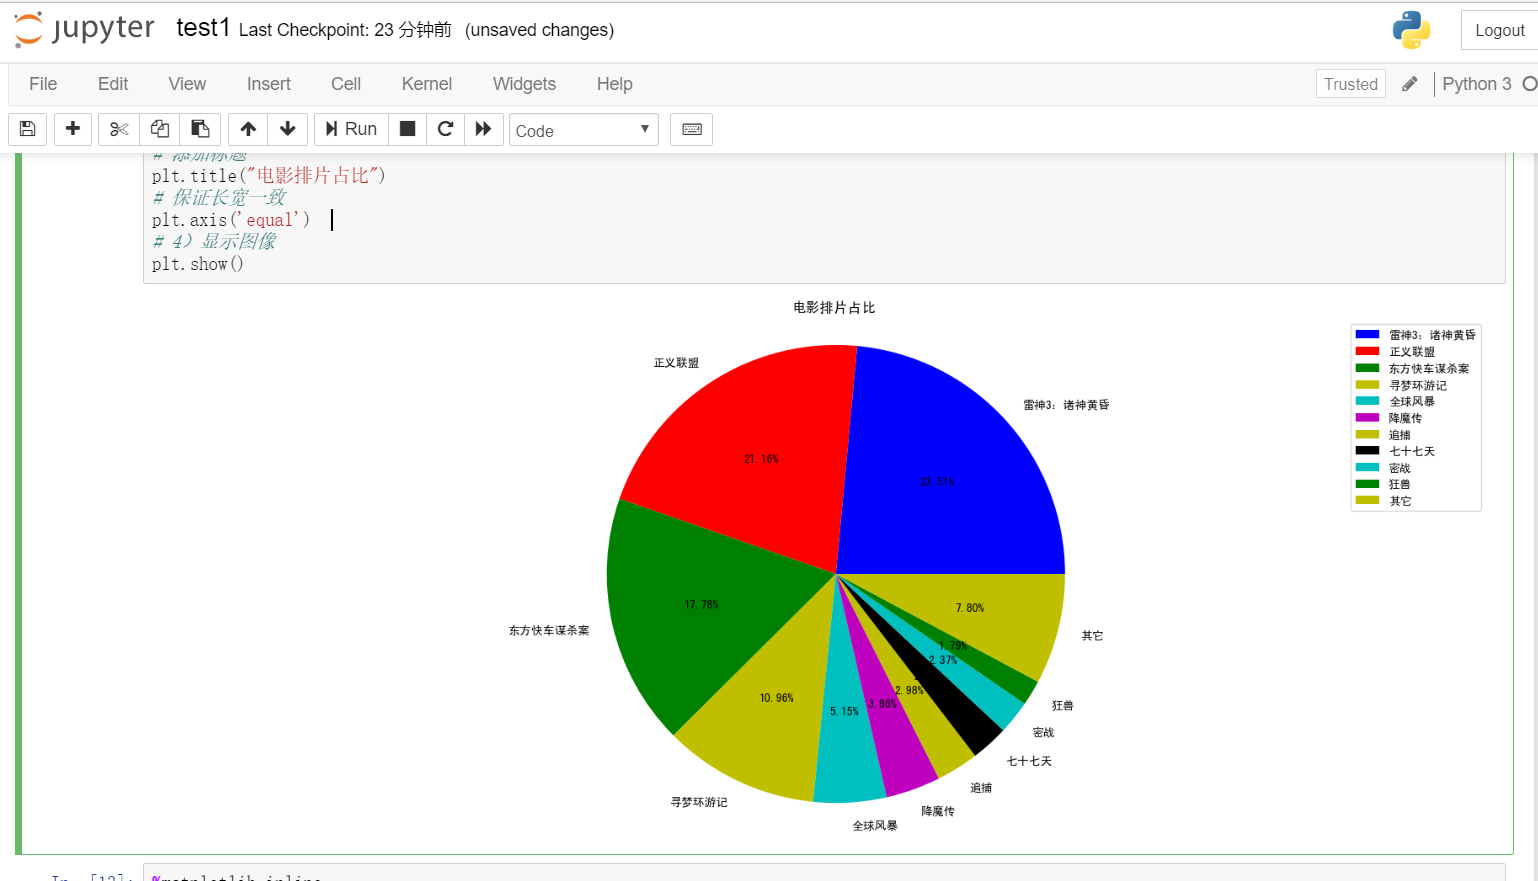 jupyter test1 Last Checkpoint: 23 分钟前 (unsaved changes)
Logout
File Edit View Insert Cell Kernel Widgets Help
Trusted Python 3
Run Code
# 添加标题
plt.title("电影排片占比")
# 保证长宽一致
plt.axis('equal')
# 4）显示图像
plt.show()
电影排片占比
雷神3：诸神黄昏
正义联盟
东方快车谋杀案
寻梦环游记
全球风暴
降魔传
追捕
七十七天
密战
狂兽
其它
正义联盟
雷神3：诸神黄昏
21.16%
23.51%
17.78%
7.80%
东方快车谋杀案
其它
1.79%
2.37%
2.98%
10.96%
3.86%
5.15%
狂兽
密战
七十七天
追捕
寻梦环游记
降魔传
全球风暴
In [12]: %matplotlib inline